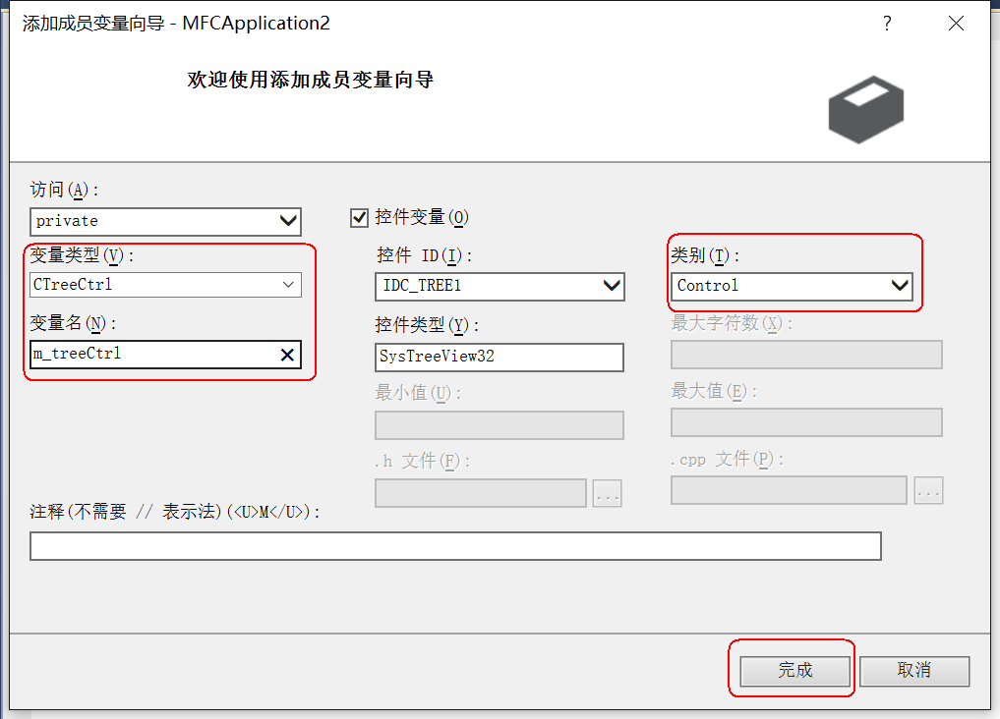 添加成员变量向导 - MFCApplication2
?
欢迎使用添加成员变量向导
访问(A):
private
控件变量(O)
变量类型(V):
控件 ID(I):
类别(T):
CTreeCtrl
IDC_TREE1
Control
变量名(N):
控件类型(Y):
最大字符数(X):
m_treeCtrl
SysTreeView32
最小值(U):
最大值(E):
.h 文件(F):
.cpp 文件(P):
...
...
注释(不需要 // 表示法)(<U>M</U>):
完成
取消